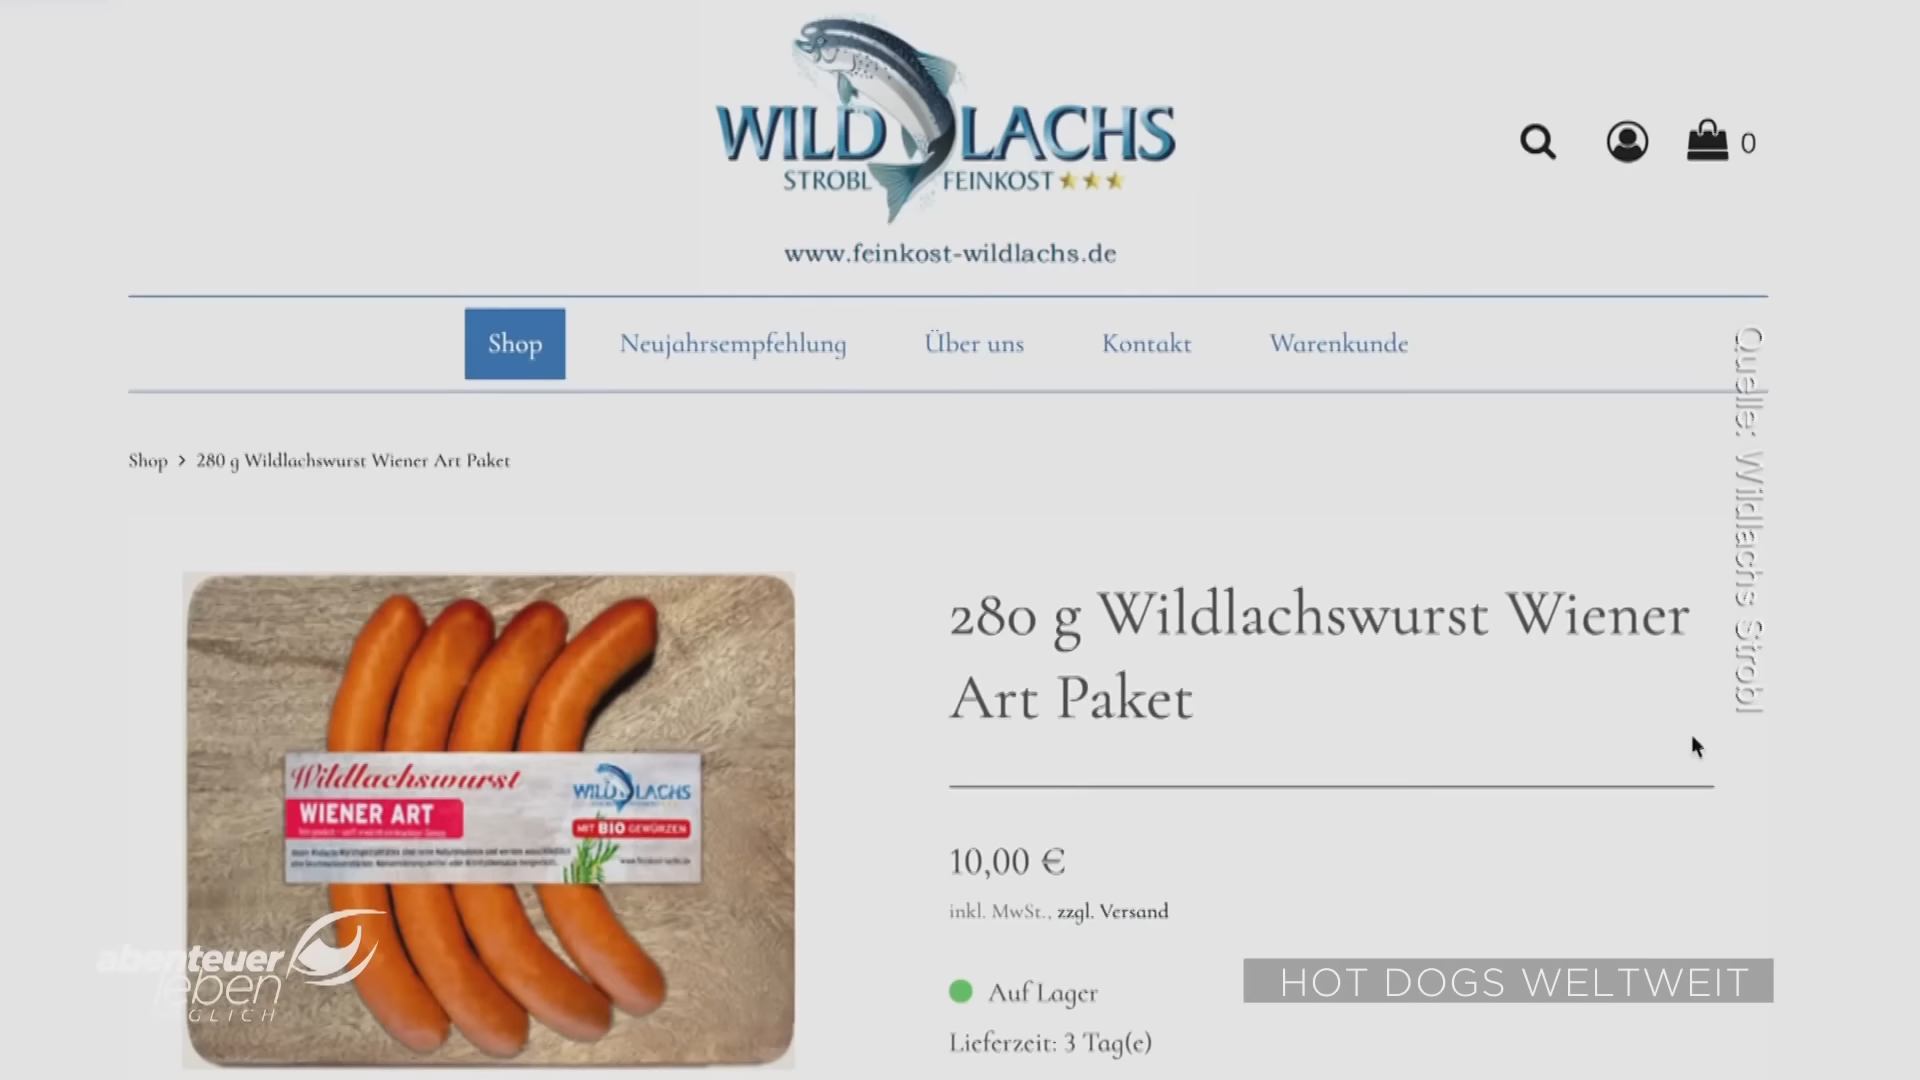 WILD LACHS
STROBL FEINKOST
www.feinkost-wildlachs.de
0
Shop Neujahrsempfehlung Über uns Kontakt Warenkunde
Quelle: Wildlachs Strobl
Shop > 280 g Wildlachswurst Wiener Art Paket
280 g Wildlachswurst Wiener
Art Paket
Wildlachswurst
WIENER ART
WILD LACHS
MIT BIO GEWÜRZEN
10,00 €
inkl. MwSt., zzgl. Versand
Auf Lager
Lieferzeit: 3 Tag(e)
abenteuer
leben
HOT DOGS WELTWEIT